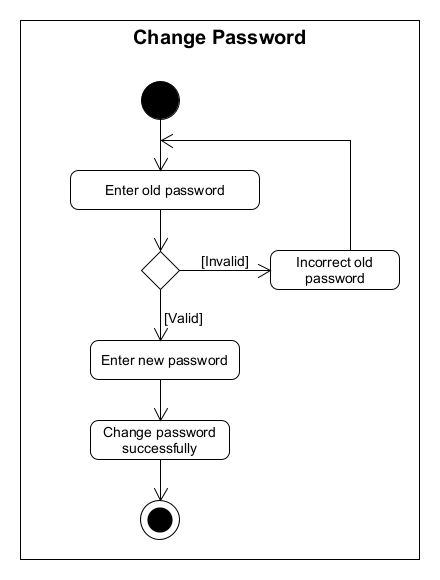 Change Password
Enter old password
[Invalid]
Incorrect old
password
[Valid]
Enter new password
Change password
successfully